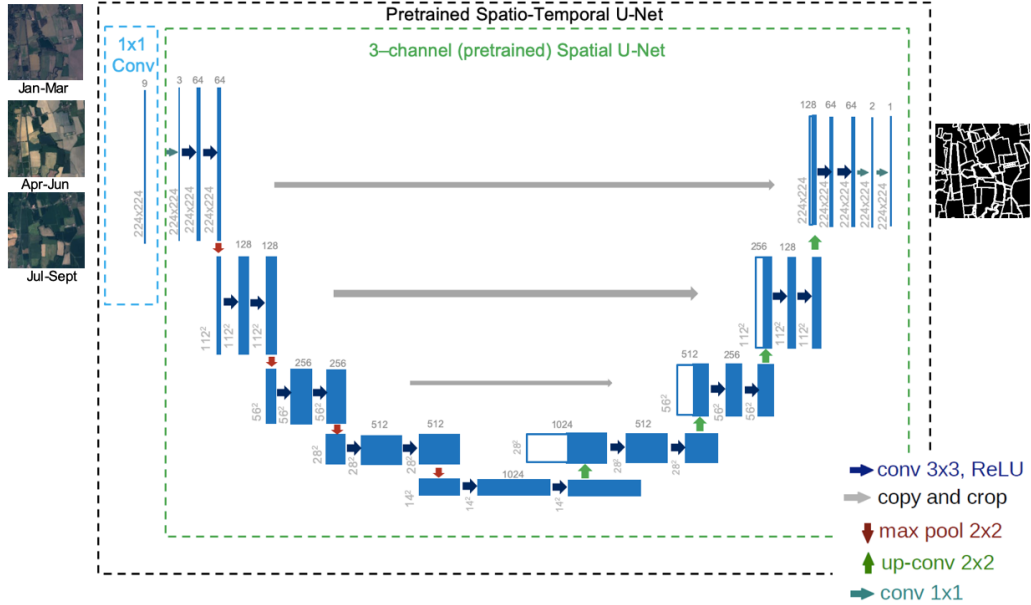 Pretrained Spatio-Temporal U-Net
3–channel (pretrained) Spatial U-Net
1x1
Conv
Jan-Mar
Apr-Jun
Jul-Sept
9
3
64
64
224x224
224x224
224x224
224x224
128
64
64
2
1
224x224
224x224
224x224
224x224
224x224
128
128
112²
112²
112²
256
128
112²
112²
112²
256
256
56²
56²
56²
512
256
56²
56²
56²
512
512
28²
28²
28²
1024
512
28²
28²
28²
1024
14²
14²
14²
conv 3x3, ReLU
copy and crop
max pool 2x2
up-conv 2x2
conv 1x1